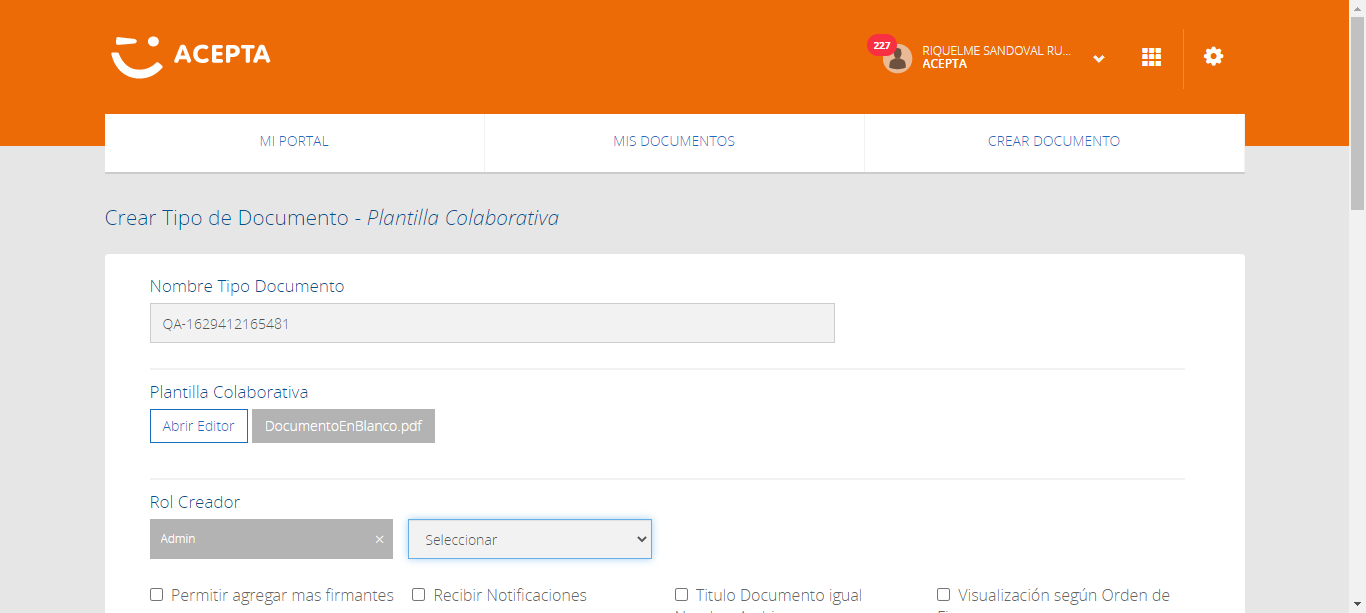 ACEPTA
227
RIQUELME SANDOVAL RU...
ACEPTA
MI PORTAL
MIS DOCUMENTOS
CREAR DOCUMENTO
Crear Tipo de Documento - Plantilla Colaborativa
Nombre Tipo Documento
QA-1629412165481
Plantilla Colaborativa
Abrir Editor
DocumentoEnBlanco.pdf
Rol Creador
Admin ×
Seleccionar
Permitir agregar mas firmantes
Recibir Notificaciones
Titulo Documento igual
Visualización según Orden de